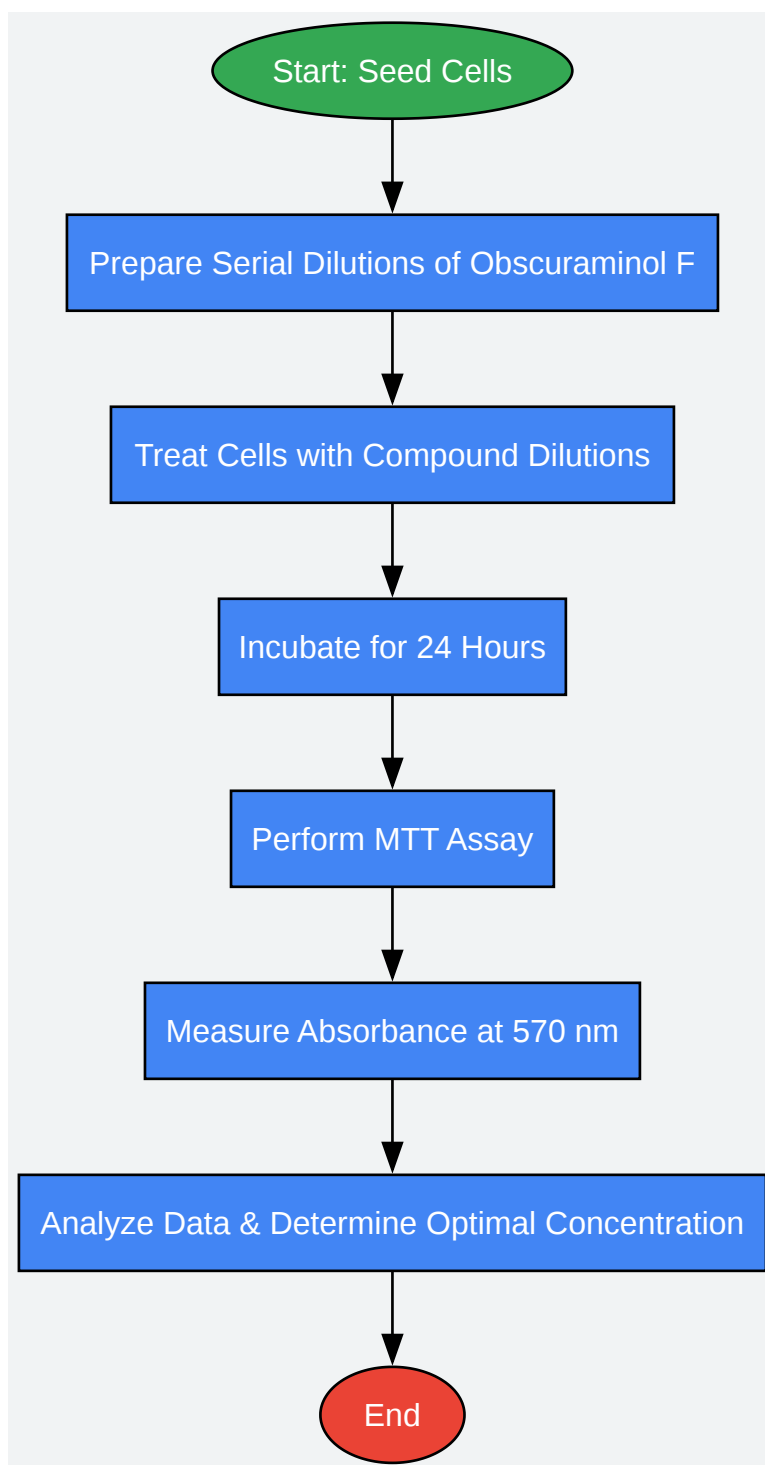 Start: Seed Cells
Prepare Serial Dilutions of Obscuraminol F
Treat Cells with Compound Dilutions
Incubate for 24 Hours
Perform MTT Assay
Measure Absorbance at 570 nm
Analyze Data & Determine Optimal Concentration
End